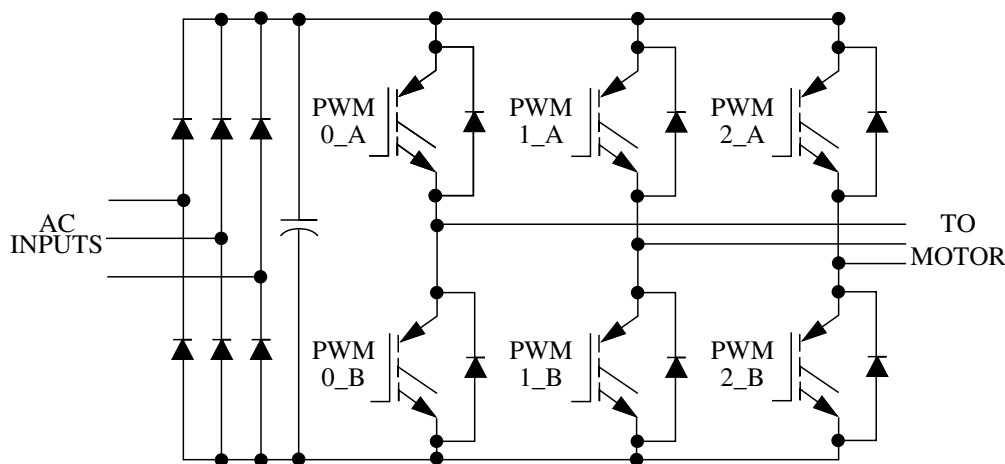 PWM
0_A
PWM
1_A
PWM
2_A
AC
INPUTS
TO
MOTOR
PWM
0_B
PWM
1_B
PWM
2_B